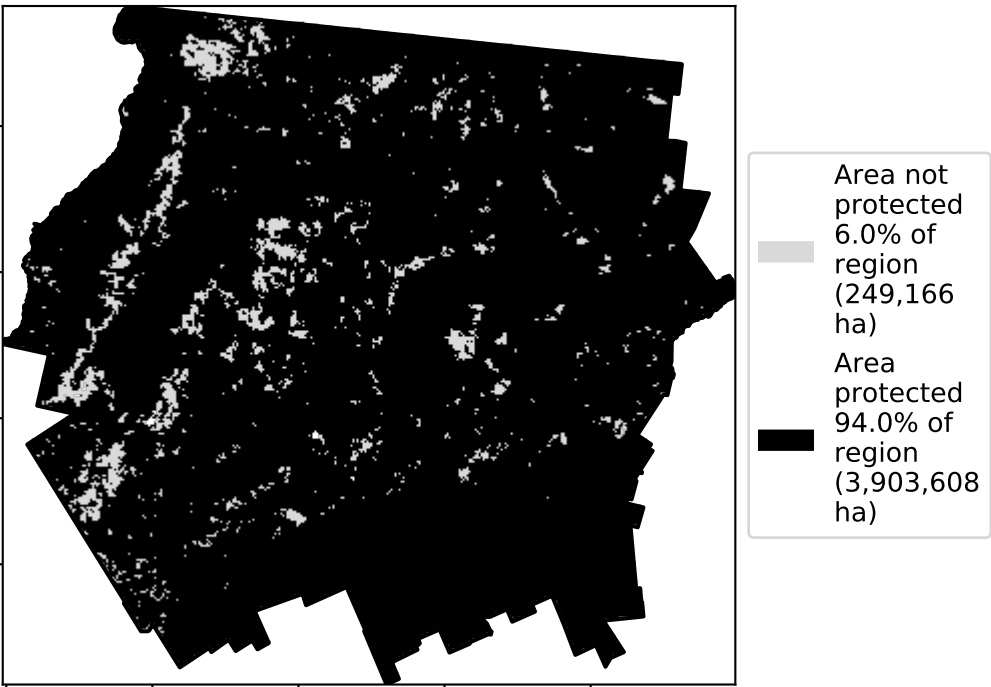 Area not
protected
6.0% of
region
(249,166
ha)
Area
protected
94.0% of
region
(3,903,608
ha)